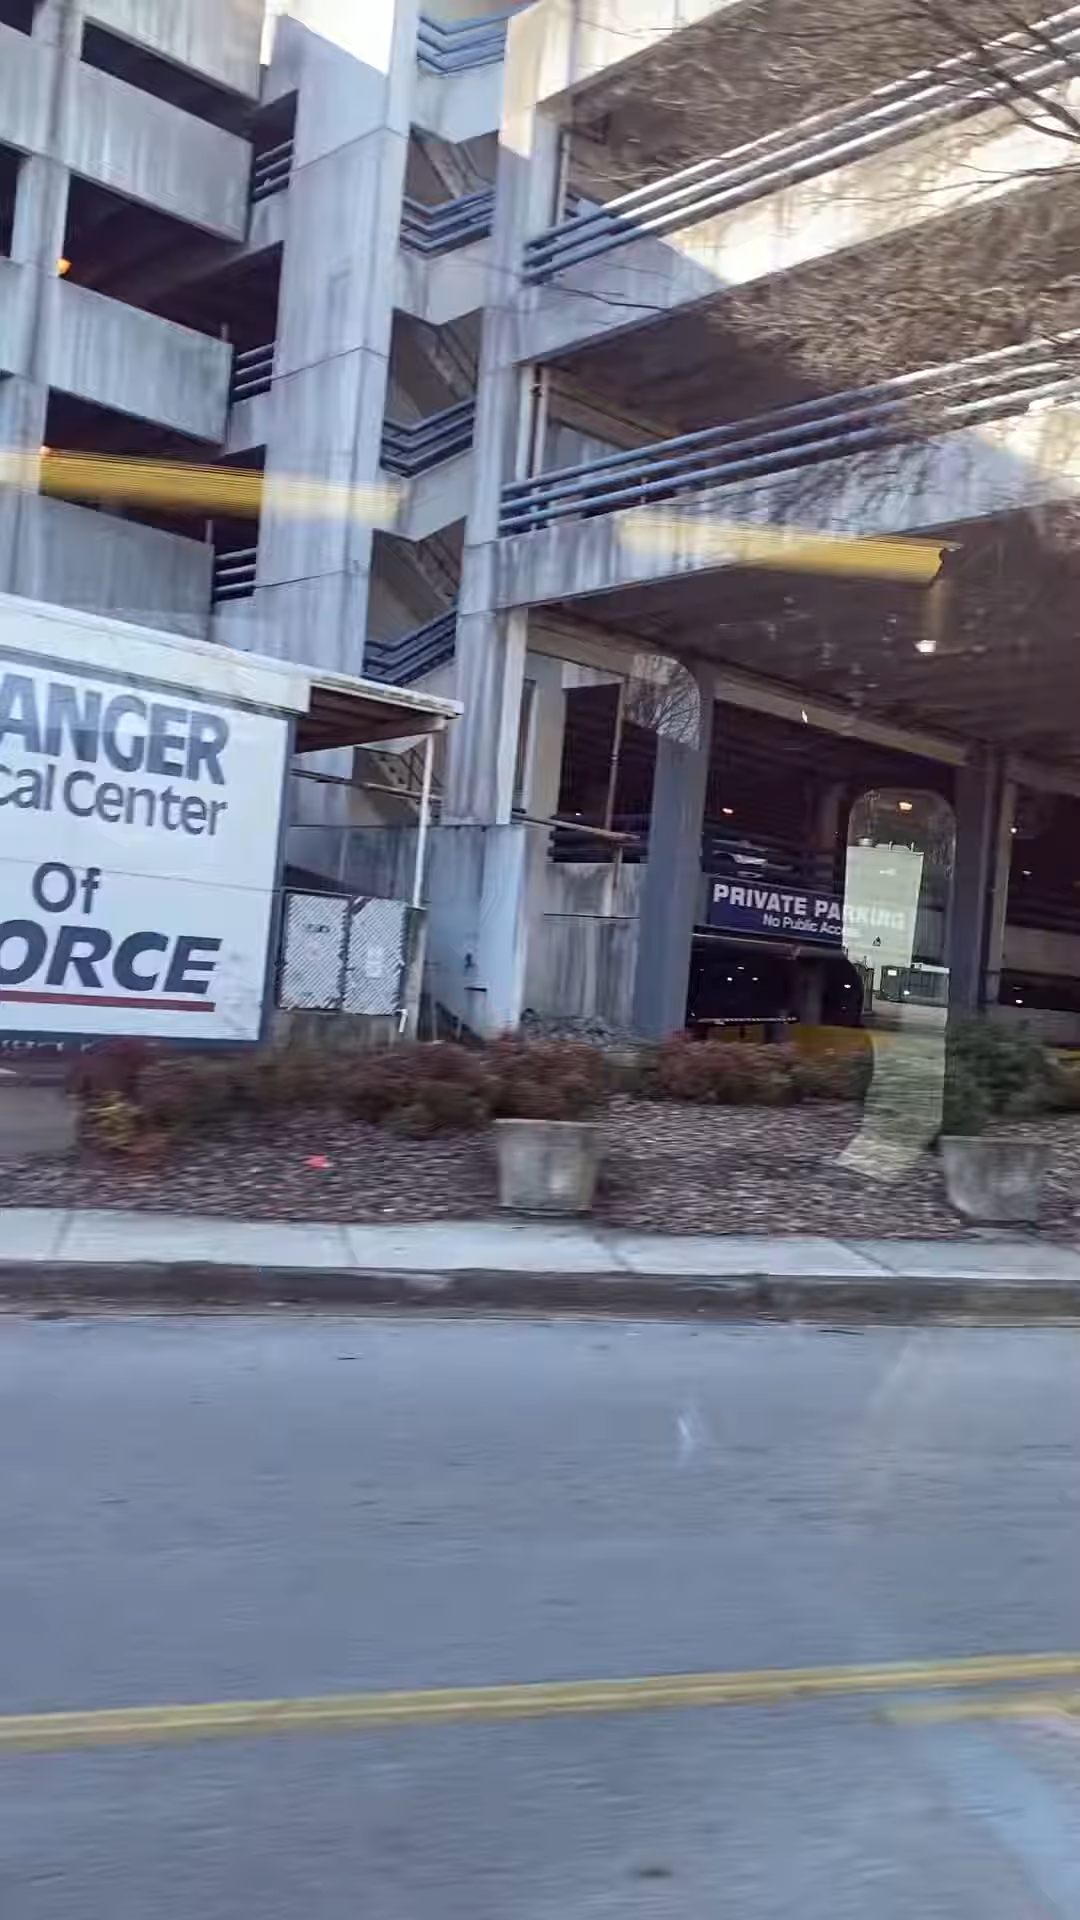 ANGER
cal Center
Of
ORCE
PRIVATE PARKING
No Public Access